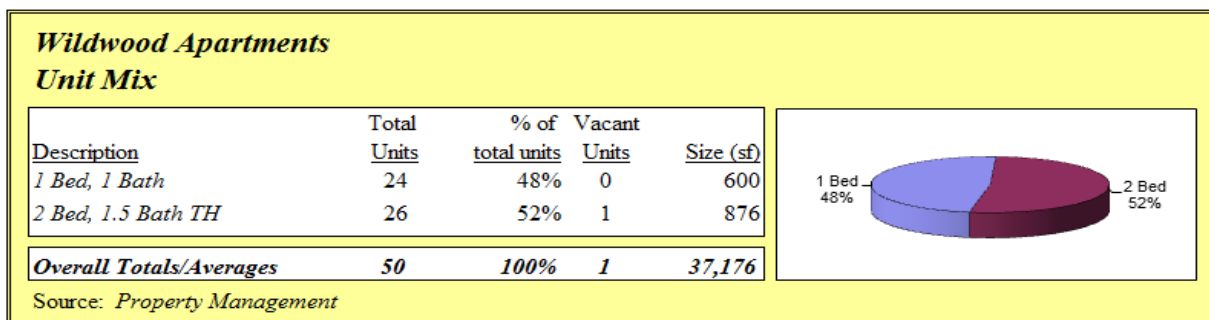 Wildwood Apartments
Unit Mix
Total % of Vacant
Description Units total units Units Size (sf)
1 Bed, 1 Bath 24 48% 0 600
2 Bed, 1.5 Bath TH 26 52% 1 876
Overall Totals/Averages 50 100% 1 37,176
Source: Property Management
1 Bed
48%
2 Bed
52%